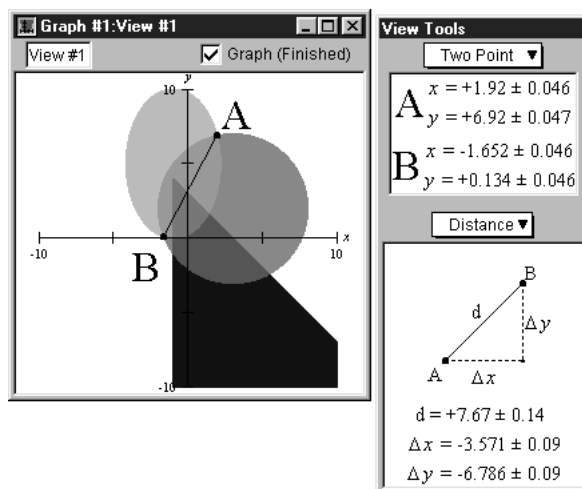 Graph #1:View #1
View #1
Graph (Finished)
y
10
A
-10
10
x
B
-10
View Tools
Two Point
A
x = +1.92 ± 0.046
y = +6.92 ± 0.047
B
x = -1.652 ± 0.046
y = +0.134 ± 0.046
Distance
B
d
Δy
A
Δx
d = +7.67 ± 0.14
Δx = -3.571 ± 0.09
Δy = -6.786 ± 0.09